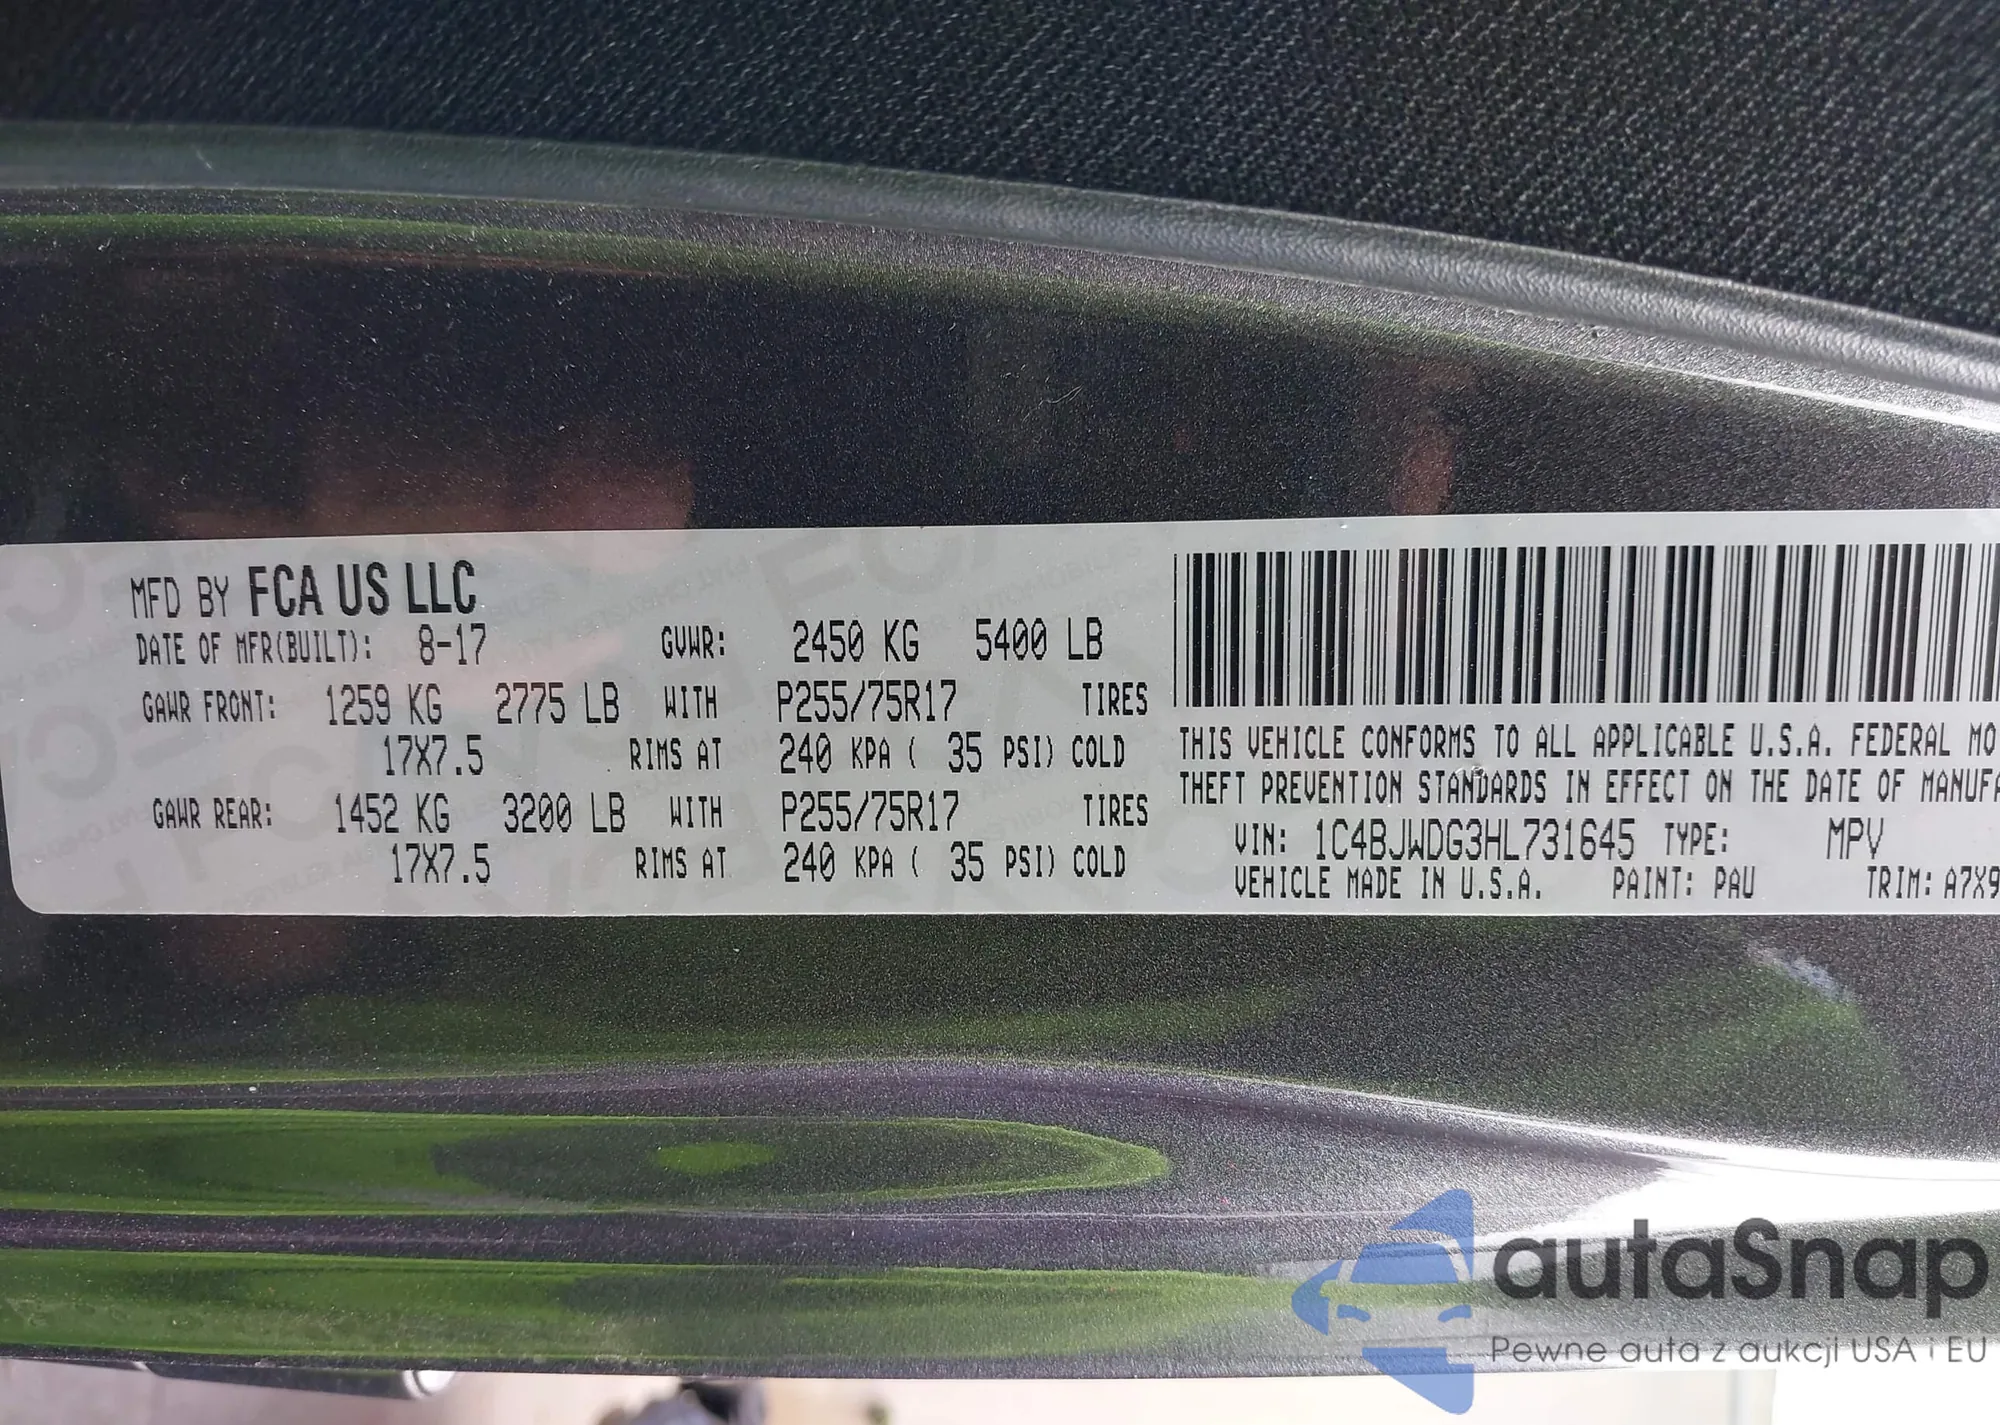 MFD BY FCA US LLC
DATE OF MFR(BUILT): 8-17 GVWR: 2450 KG 5400 LB
GAWR FRONT: 1259 KG 2775 LB WITH P255/75R17 TIRES
17X7.5 RIMS AT 240 KPA ( 35 PSI) COLD
GAWR REAR: 1452 KG 3200 LB WITH P255/75R17 TIRES
17X7.5 RIMS AT 240 KPA ( 35 PSI) COLD
THIS VEHICLE CONFORMS TO ALL APPLICABLE U.S.A. FEDERAL MO
THEFT PREVENTION STANDARDS IN EFFECT ON THE DATE OF MANUFA
VIN: 1C4BJWDG3HL731645 TYPE: MPV
VEHICLE MADE IN U.S.A. PAINT: PAU TRIM: A7X9
autaSnap
Pewne auta z aukcji USA i EU